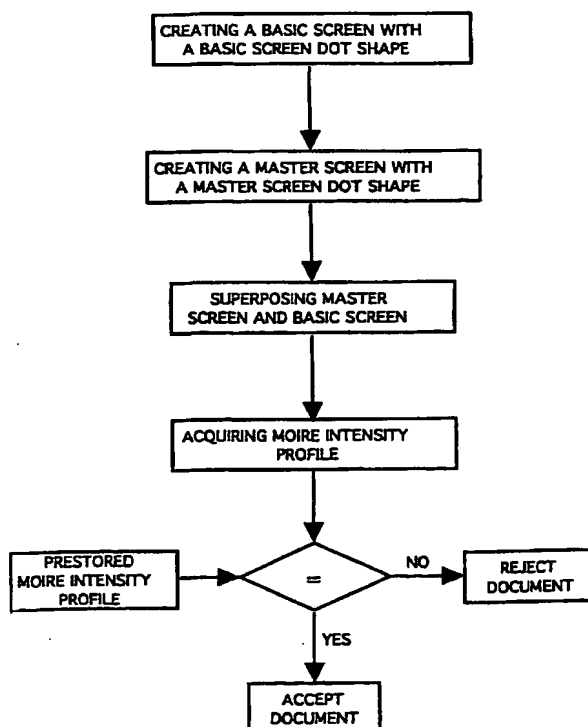 CREATING A BASIC SCREEN WITH
A BASIC SCREEN DOT SHAPE
CREATING A MASTER SCREEN WITH
A MASTER SCREEN DOT SHAPE
SUPERPOSING MASTER
SCREEN AND BASIC SCREEN
ACQUIRING MOIRE INTENSITY
PROFILE
PRESTORED
MOIRE INTENSITY
PROFILE
=
NO
REJECT
DOCUMENT
YES
ACCEPT
DOCUMENT